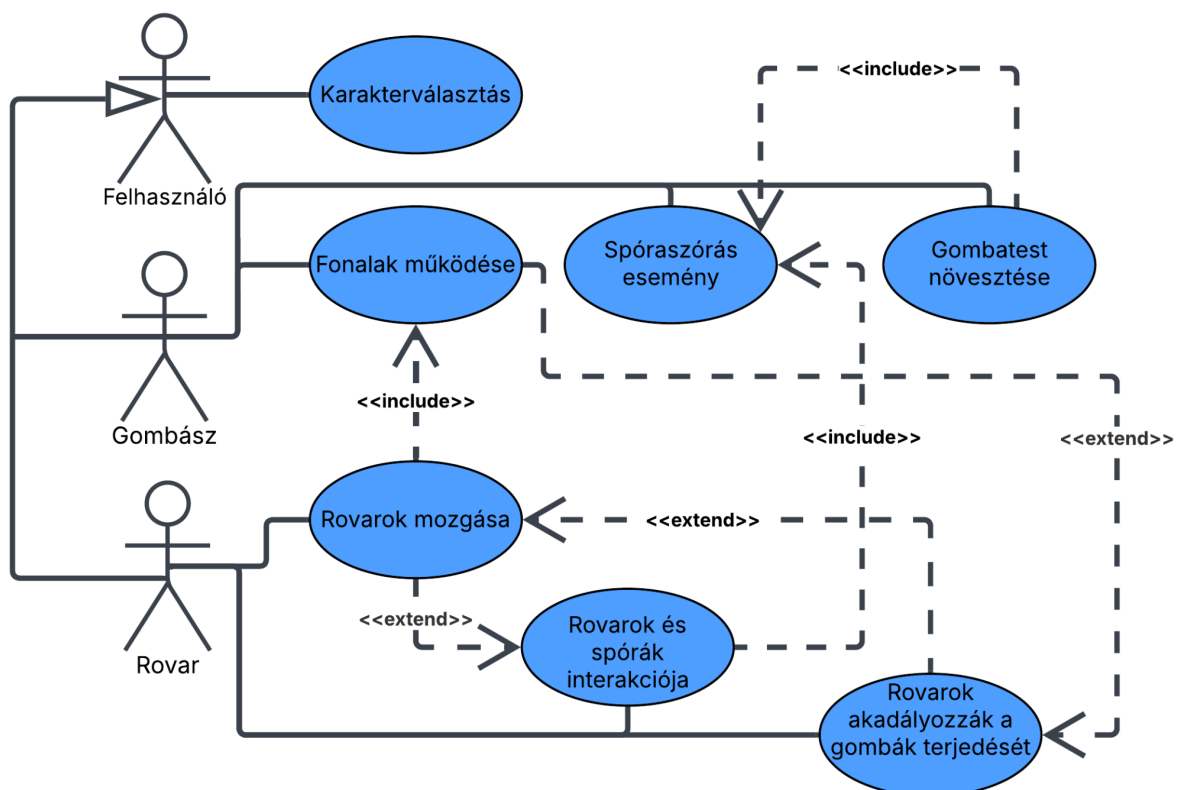 <<include>>
Karakterválasztás
Felhasználó
Fonalak működése
Spóraszórás
esemény
Gombatest
növesztése
<<include>>
Gombász
<<include>>
<<extend>>
Rovarok mozgása
<<extend>>
<<extend>>
Rovarok és
spórák
interakciója
Rovar
Rovarok
akadályozzák a
gombák terjedését